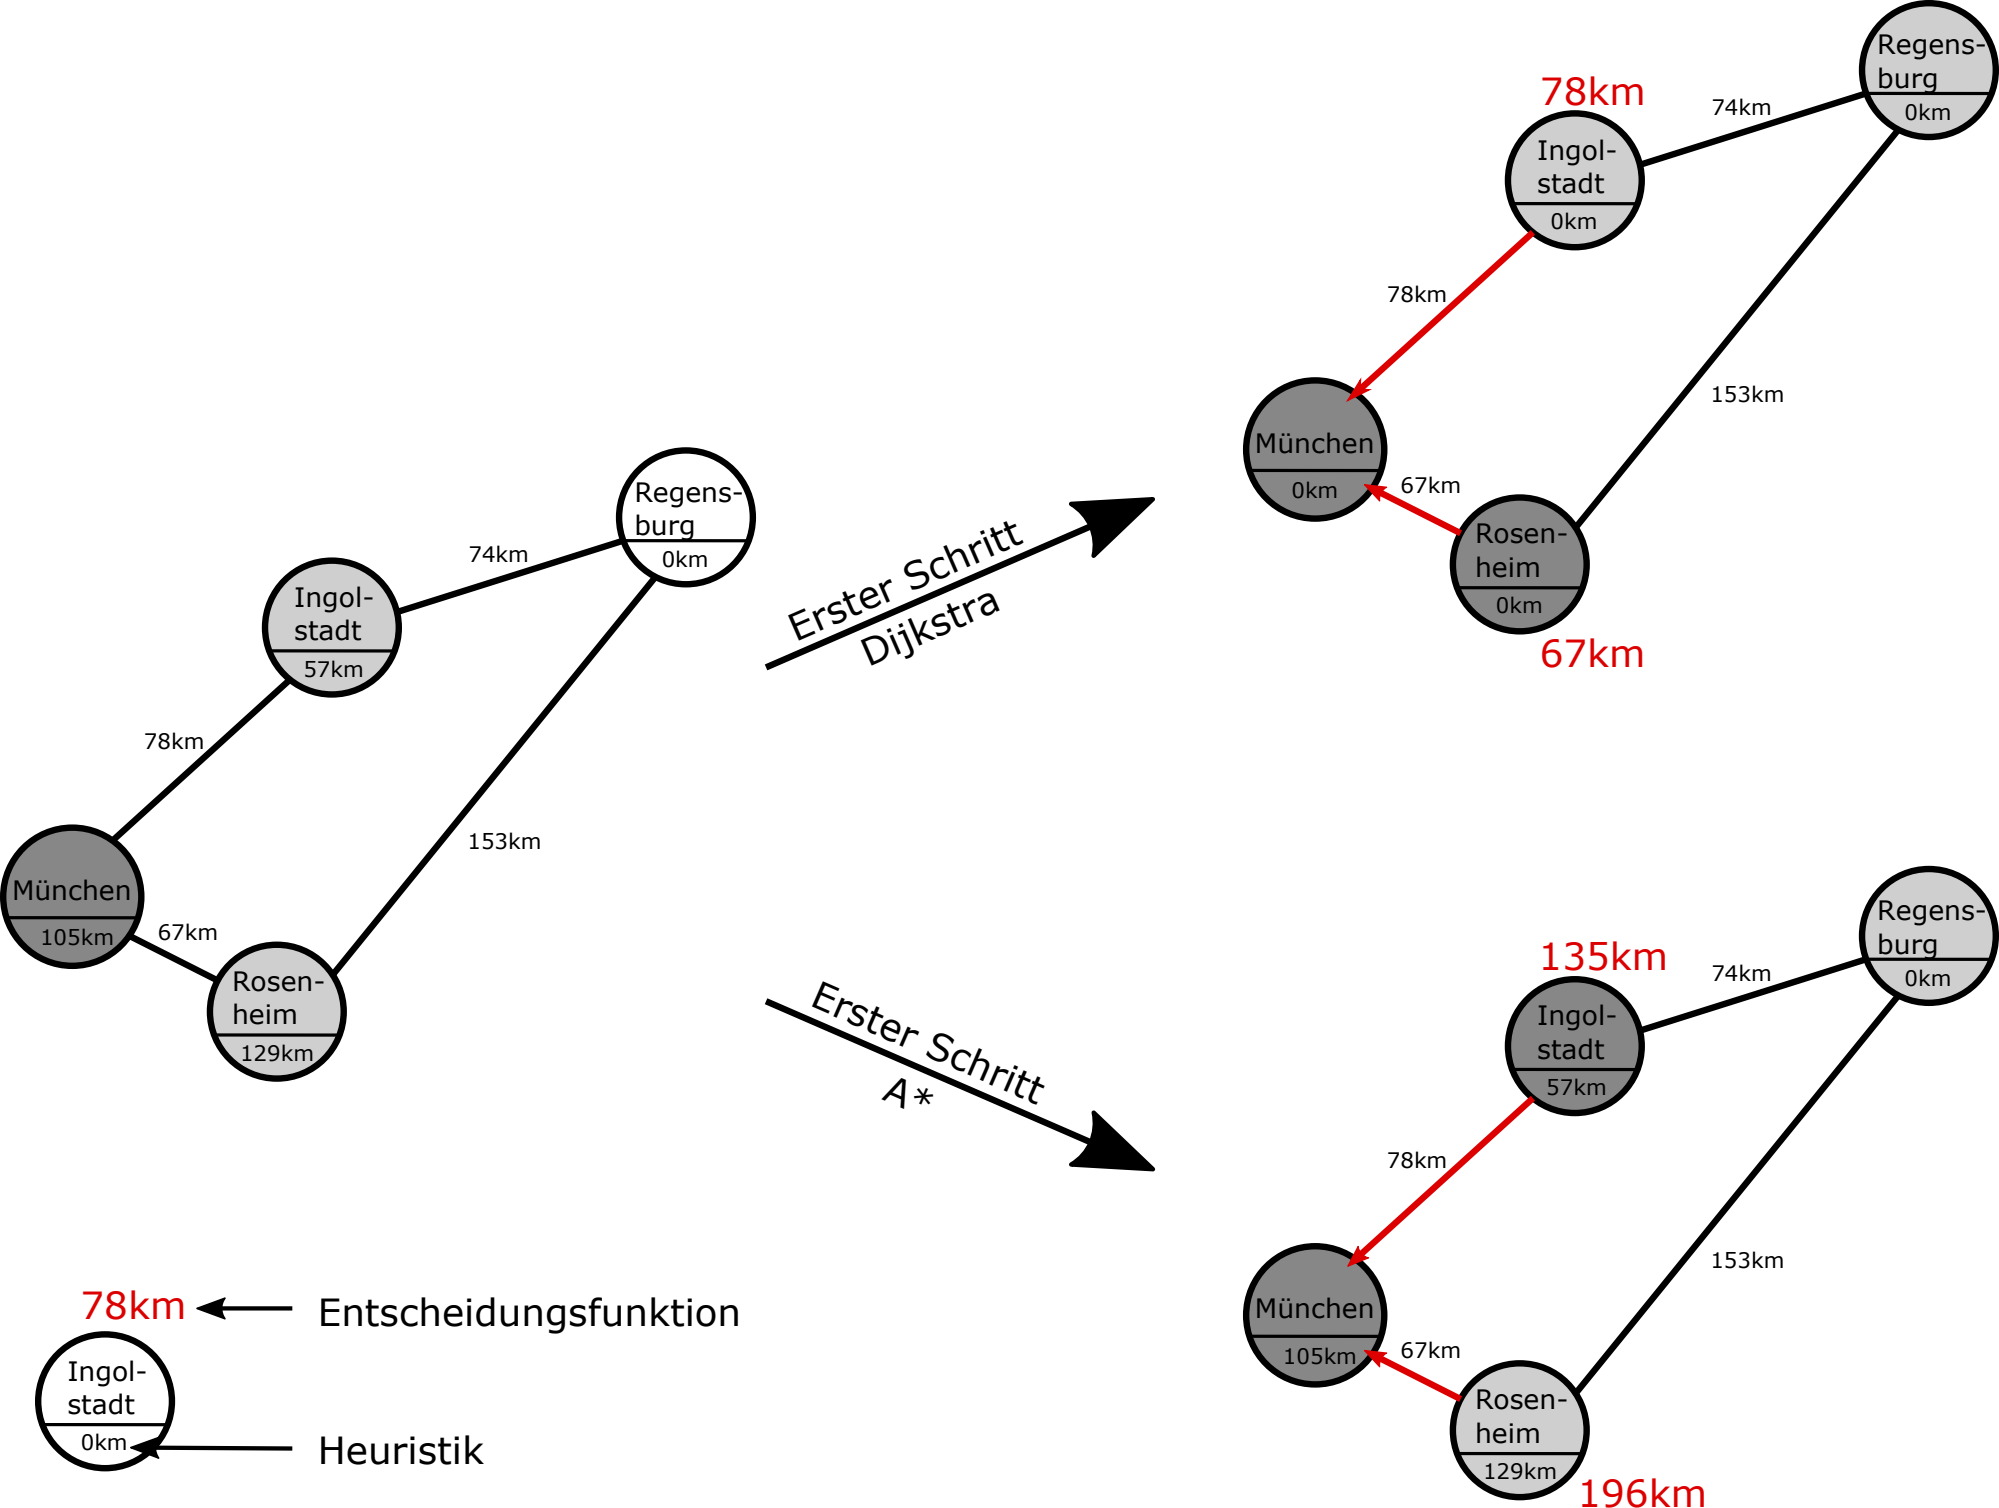 Regens-
burg
0km
74km
Ingol-
stadt
57km
78km
153km
München
105km
67km
Rosen-
heim
129km
Erster Schritt
Dijkstra
Erster Schritt
A*
78km
Ingol-
stadt
0km
74km
Regens-
burg
0km
78km
153km
München
0km
67km
Rosen-
heim
0km
67km
135km
Ingol-
stadt
57km
74km
Regens-
burg
0km
78km
153km
München
105km
67km
Rosen-
heim
129km
196km
78km
Entscheidungsfunktion
Ingol-
stadt
0km
Heuristik